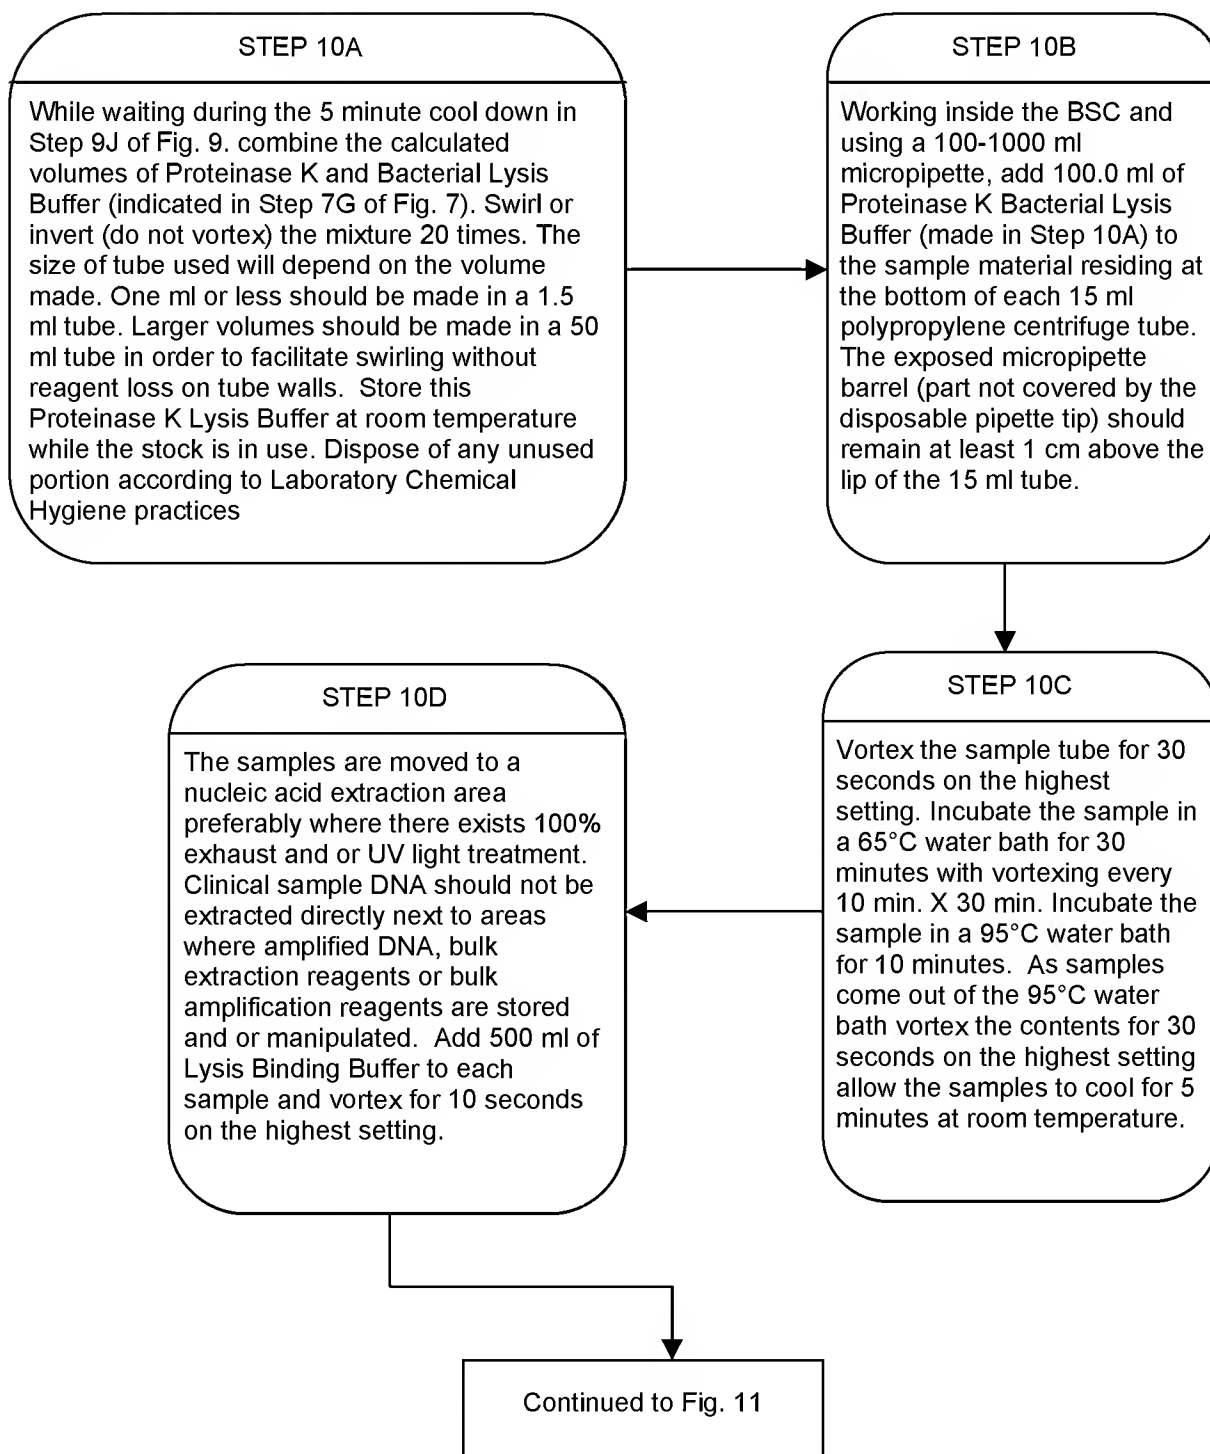 STEP 10A
While waiting during the 5 minute cool down in
Step 9J of Fig. 9. combine the calculated
volumes of Proteinase K and Bacterial Lysis
Buffer (indicated in Step 7G of Fig. 7). Swirl or
invert (do not vortex) the mixture 20 times. The
size of tube used will depend on the volume
made. One ml or less should be made in a 1.5
ml tube. Larger volumes should be made in a 50
ml tube in order to facilitate swirling without
reagent loss on tube walls.  Store this
Proteinase K Lysis Buffer at room temperature
while the stock is in use. Dispose of any unused
portion according to Laboratory Chemical
Hygiene practices
STEP 10B
Working inside the BSC and
using a 100-1000 ml
micropipette, add 100.0 ml of
Proteinase K Bacterial Lysis
Buffer (made in Step 10A) to
the sample material residing at
the bottom of each 15 ml
polypropylene centrifuge tube.
The exposed micropipette
barrel (part not covered by the
disposable pipette tip) should
remain at least 1 cm above the
lip of the 15 ml tube.
STEP 10C
Vortex the sample tube for 30
seconds on the highest
setting. Incubate the sample in
a 65°C water bath for 30
minutes with vortexing every
10 min. X 30 min. Incubate the
sample in a 95°C water bath
for 10 minutes.  As samples
come out of the 95°C water
bath vortex the contents for 30
seconds on the highest setting
allow the samples to cool for 5
minutes at room temperature.
STEP 10D
The samples are moved to a
nucleic acid extraction area
preferably where there exists 100%
exhaust and or UV light treatment.
Clinical sample DNA should not be
extracted directly next to areas
where amplified DNA, bulk
extraction reagents or bulk
amplification reagents are stored
and or manipulated.  Add 500 ml of
Lysis Binding Buffer to each
sample and vortex for 10 seconds
on the highest setting.
Continued to Fig. 11